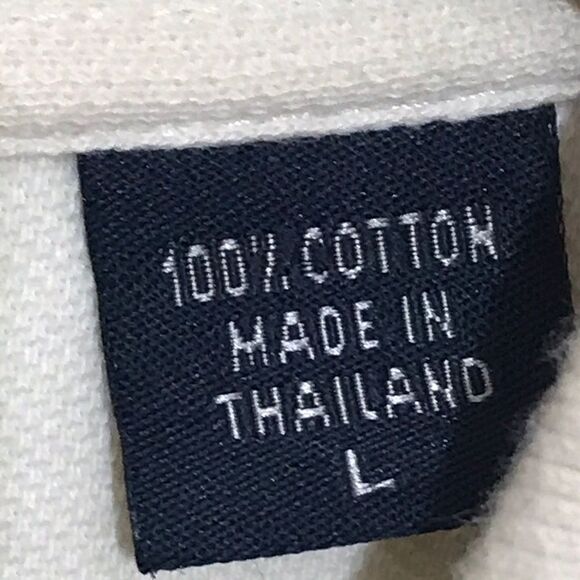 100% COTTON
MADE IN
THAILAND
L